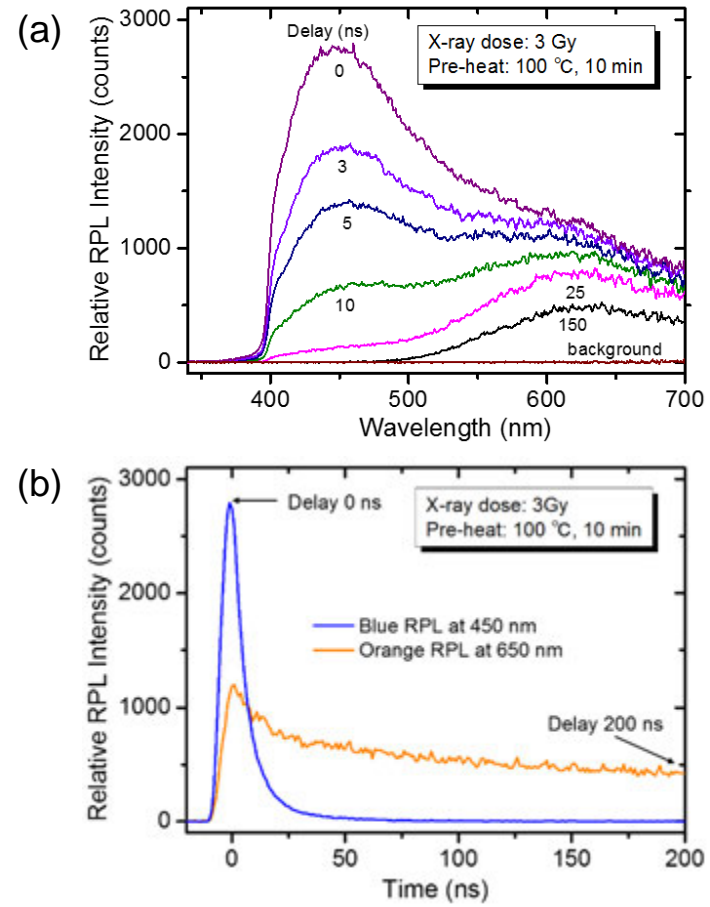 (a)
3000
2000
1000
0
Relative RPL Intensity (counts)
Delay (ns)
0
3
5
10
25
150
background
X-ray dose: 3 Gy
Pre-heat: 100 ℃, 10 min
400
500
600
700
Wavelength (nm)
(b)
3000
2000
1000
0
Relative RPL Intensity (counts)
Delay 0 ns
X-ray dose: 3Gy
Pre-heat: 100 ℃, 10 min
Blue RPL at 450 nm
Orange RPL at 650 nm
Delay 200 ns
0
50
100
150
200
Time (ns)